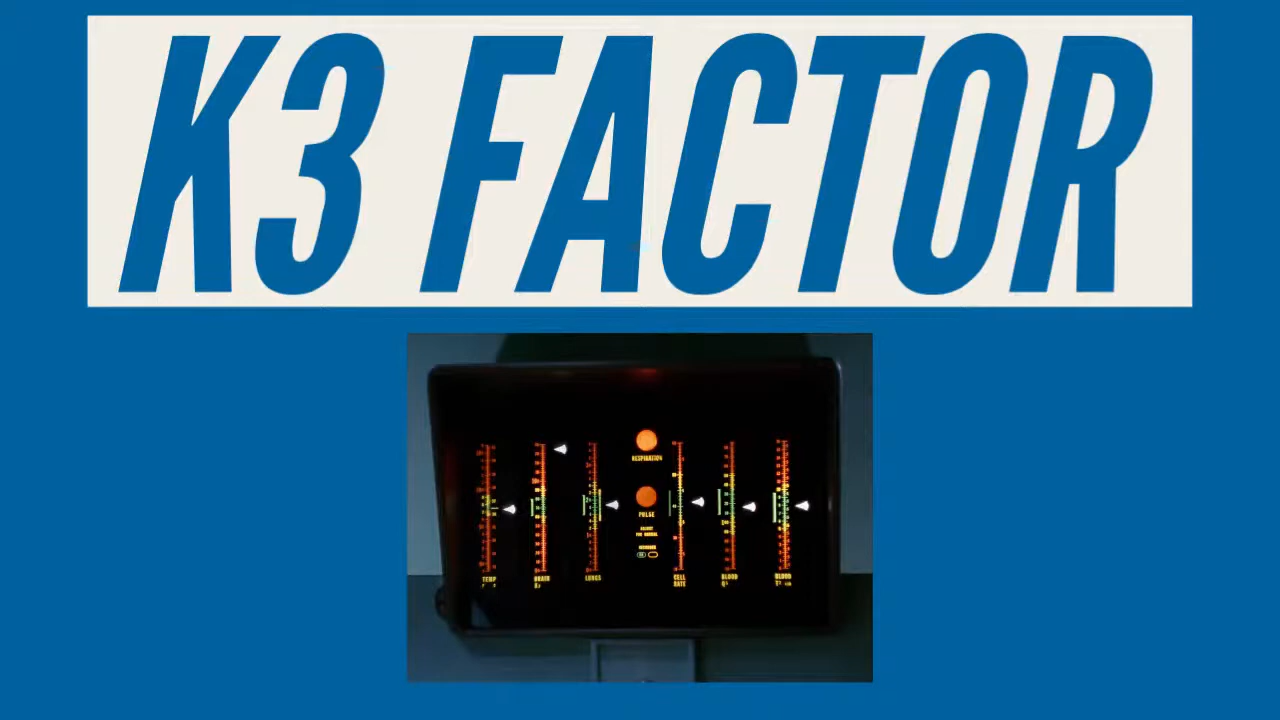 K3 FACTOR
RESPIRATION
PULSE
TEMP
BRAIN
LUNGS
CELL
RATE
BLOOD
BLOOD